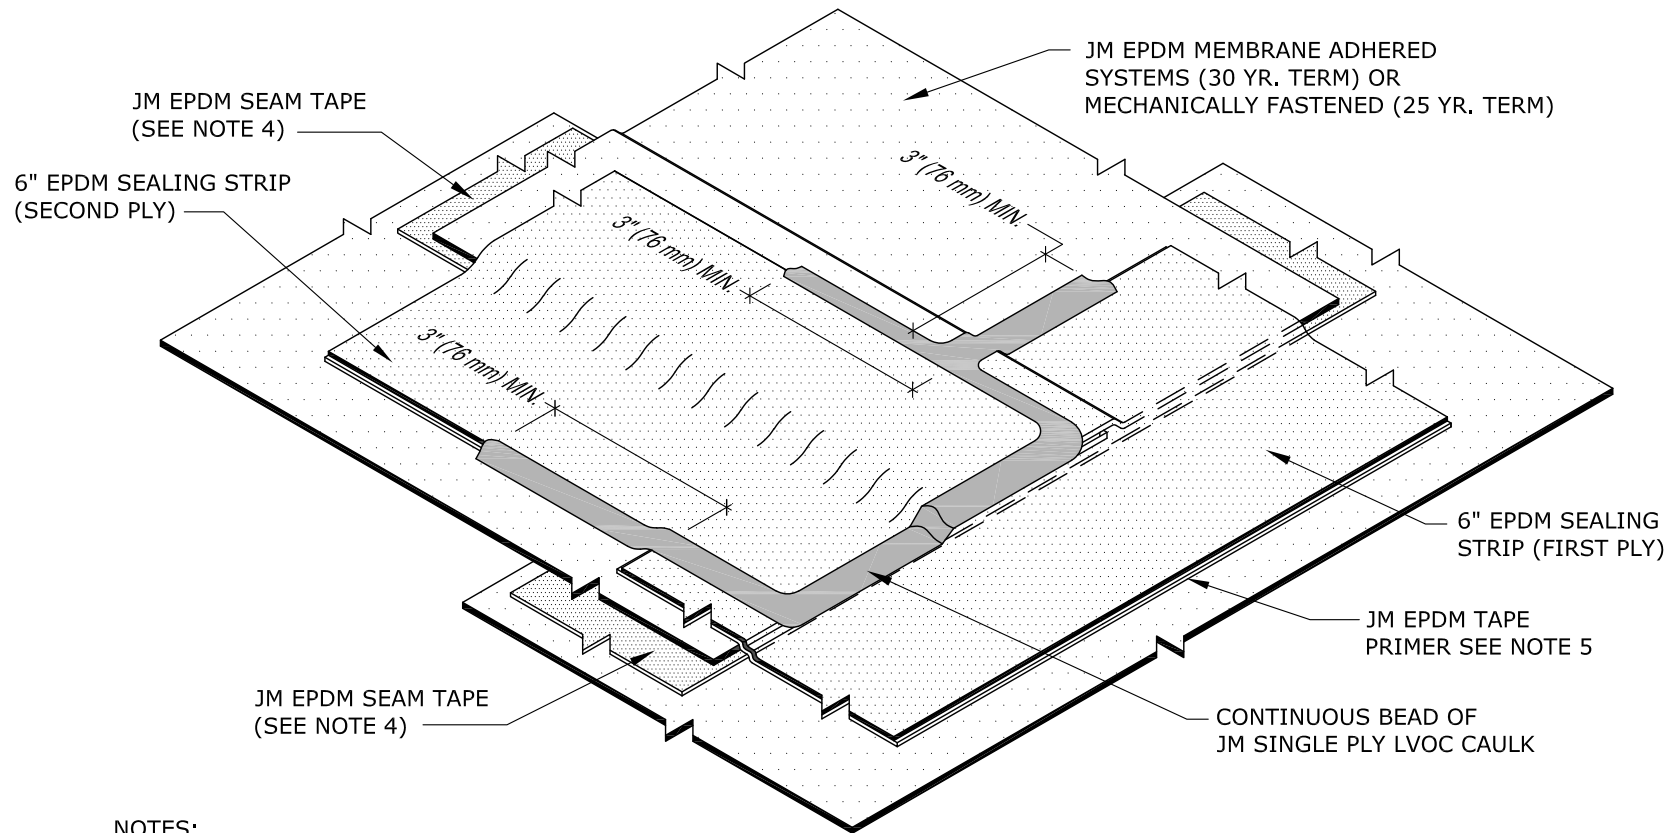 JM EPDM MEMBRANE ADHERED
SYSTEMS (30 YR. TERM) OR
MECHANICALLY FASTENED (25 YR. TERM)
JM EPDM SEAM TAPE
(SEE NOTE 4)
6" EPDM SEALING STRIP
(SECOND PLY)
3" (76 mm) MIN.
3" (76 mm) MIN.
3" (76 mm) MIN.
6" EPDM SEALING
STRIP (FIRST PLY)
JM EPDM TAPE
PRIMER SEE NOTE 5
JM EPDM SEAM TAPE
(SEE NOTE 4)
CONTINUOUS BEAD OF
JM SINGLE PLY LVOC CAULK
NOTES: